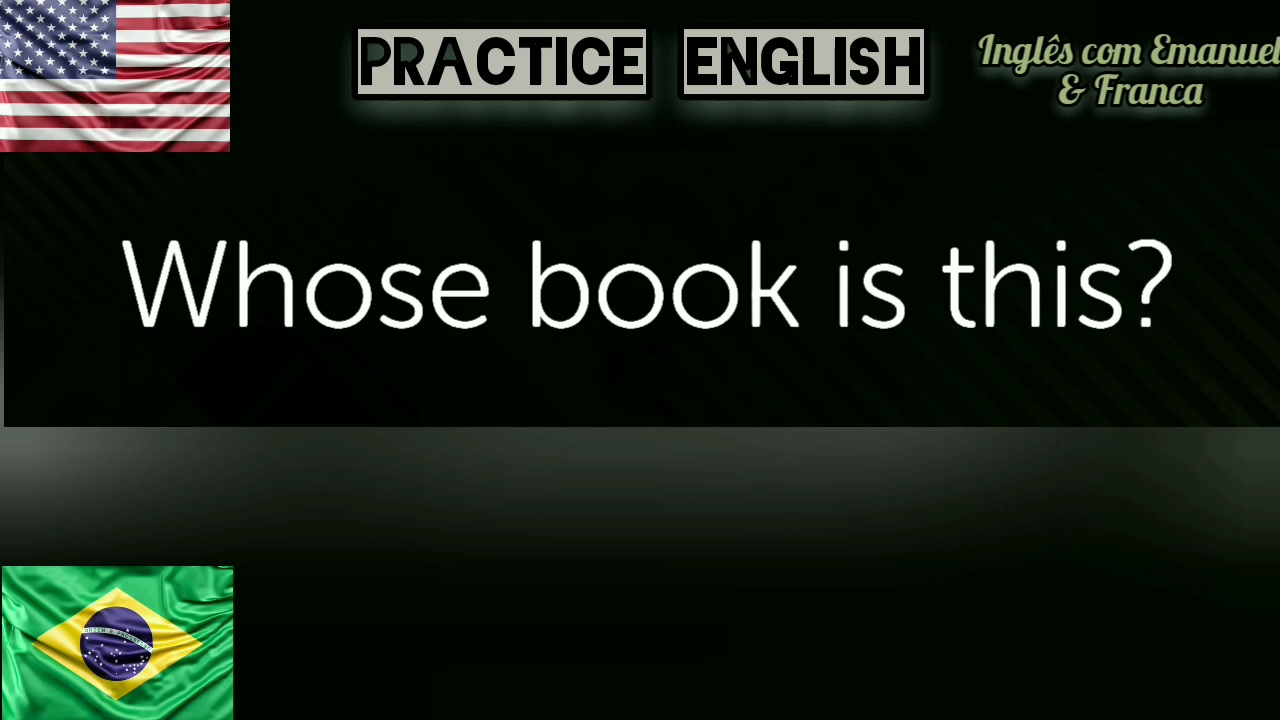 PRACTICE ENGLISH
Inglês com Emanuel
& Franca
Whose book is this?